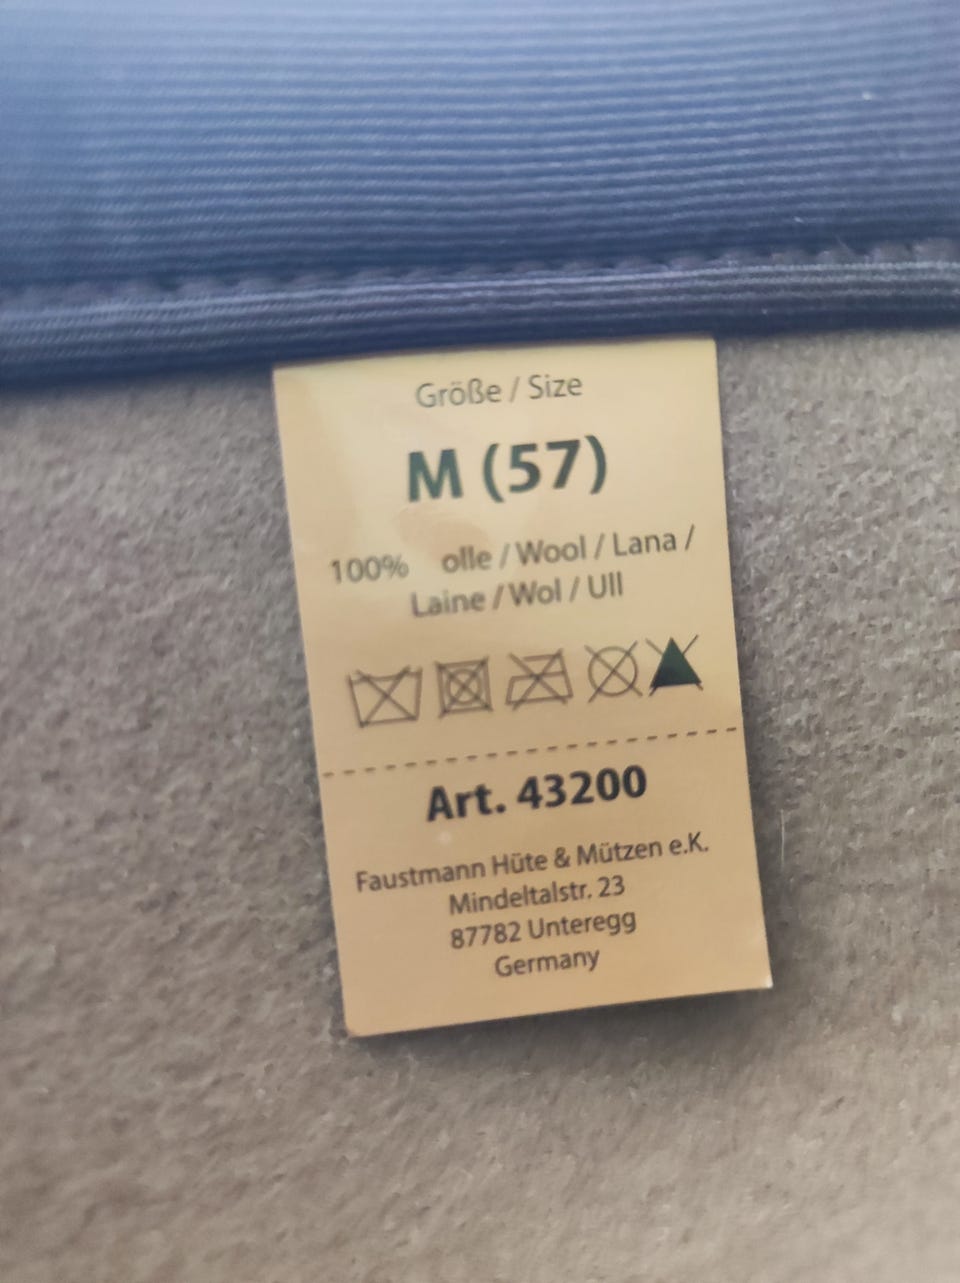 Größe / Size
M (57)
100% olle / Wool / Lana /
Laine / Wol / Ull
Art. 43200
Faustmann Hüte & Mützen e.K.
Mindeltalstr. 23
87782 Unteregg
Germany